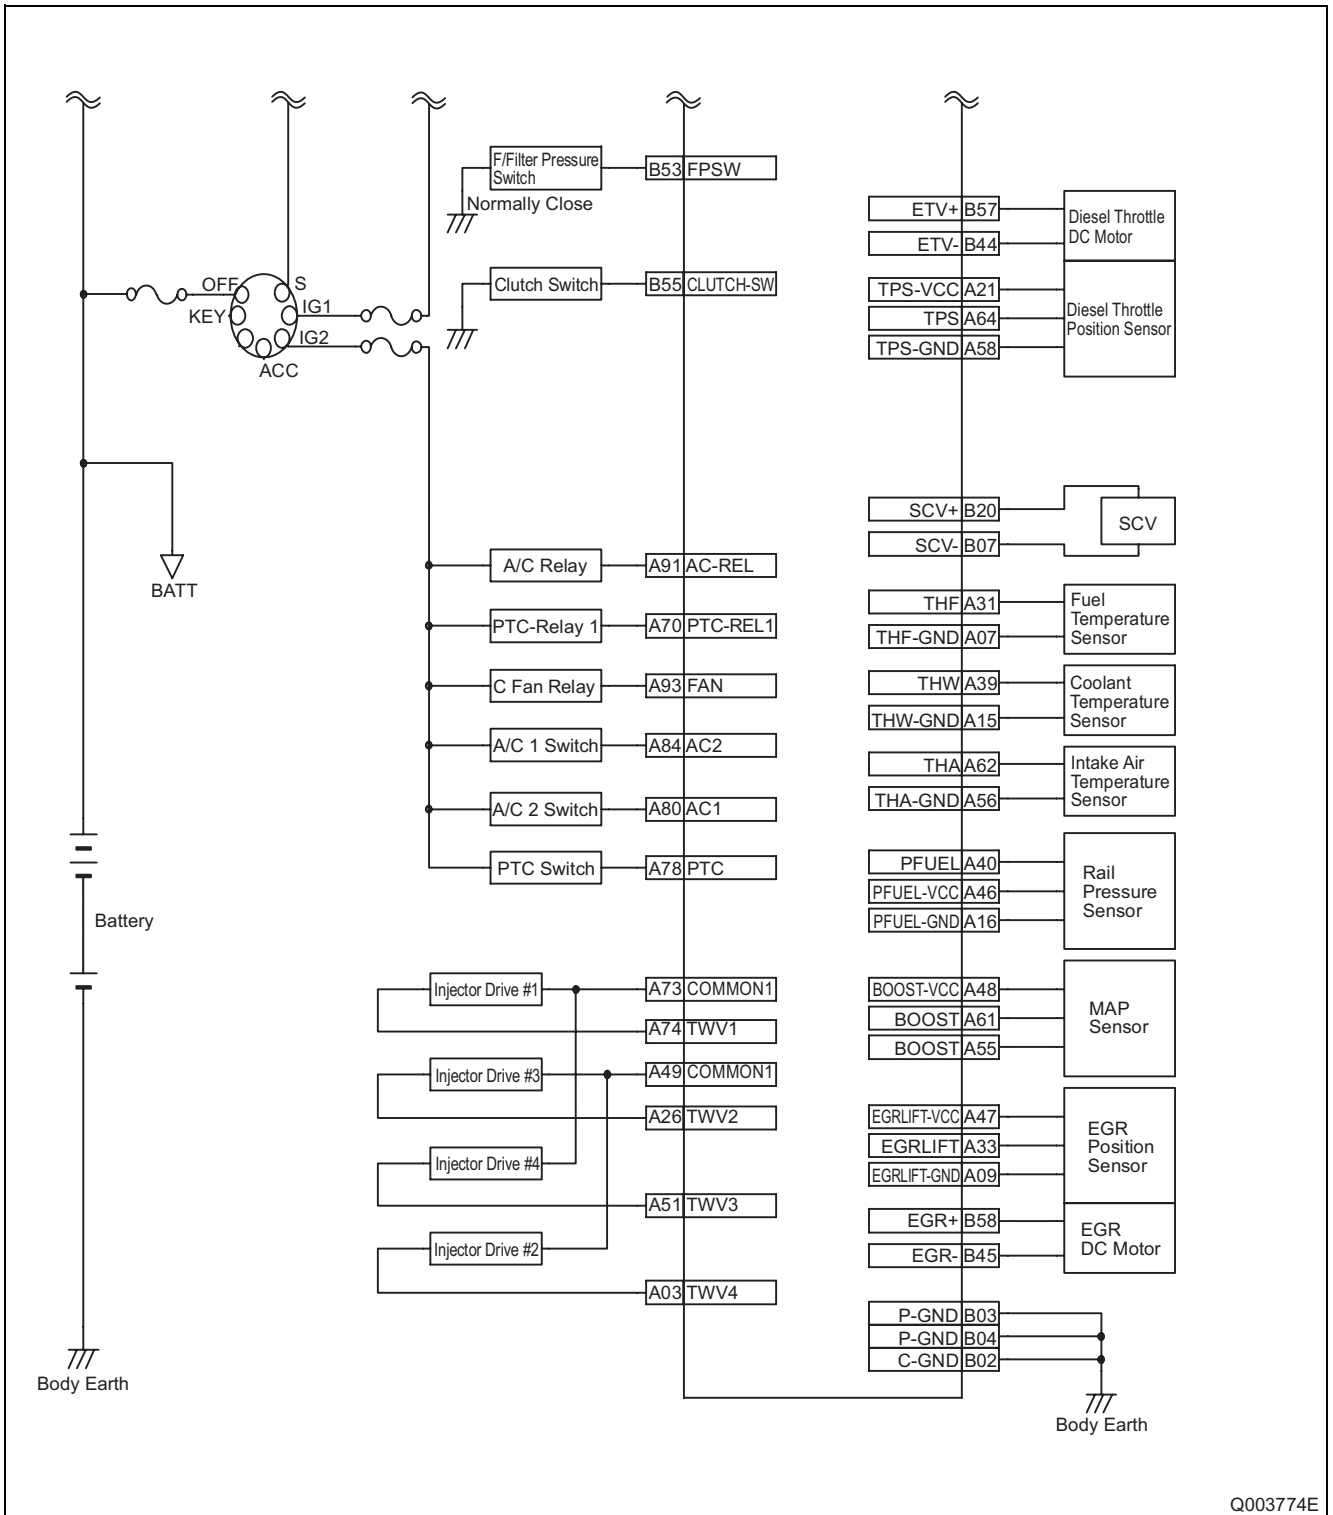 F/Filter Pressure
Switch
B53 FPSW
Normally Close
Clutch Switch
B55 CLUTCH-SW
OFF
S
KEY
IG1
IG2
ACC
BATT
A/C Relay
A91 AC-REL
PTC-Relay 1
A70 PTC-REL1
C Fan Relay
A93 FAN
A/C 1 Switch
A84 AC2
A/C 2 Switch
A80 AC1
PTC Switch
A78 PTC
Battery
Injector Drive #1
A73 COMMON1
A74 TWV1
Injector Drive #3
A49 COMMON1
A26 TWV2
Injector Drive #4
A51 TWV3
Injector Drive #2
A03 TWV4
Body Earth
ETV+ B57
ETV- B44
Diesel Throttle
DC Motor
TPS-VCC A21
TPS A64
TPS-GND A58
Diesel Throttle
Position Sensor
SCV+ B20
SCV- B07
SCV
THF A31
THF-GND A07
Fuel
Temperature
Sensor
THW A39
THW-GND A15
Coolant
Temperature
Sensor
THA A62
THA-GND A56
Intake Air
Temperature
Sensor
PFUEL A40
PFUEL-VCC A46
PFUEL-GND A16
Rail
Pressure
Sensor
BOOST-VCC A48
BOOST A61
BOOST A55
MAP
Sensor
EGRLIFT-VCC A47
EGRLIFT A33
EGRLIFT-GND A09
EGR
Position
Sensor
EGR+ B58
EGR- B45
EGR
DC Motor
P-GND B03
P-GND B04
C-GND B02
Body Earth
Q003774E